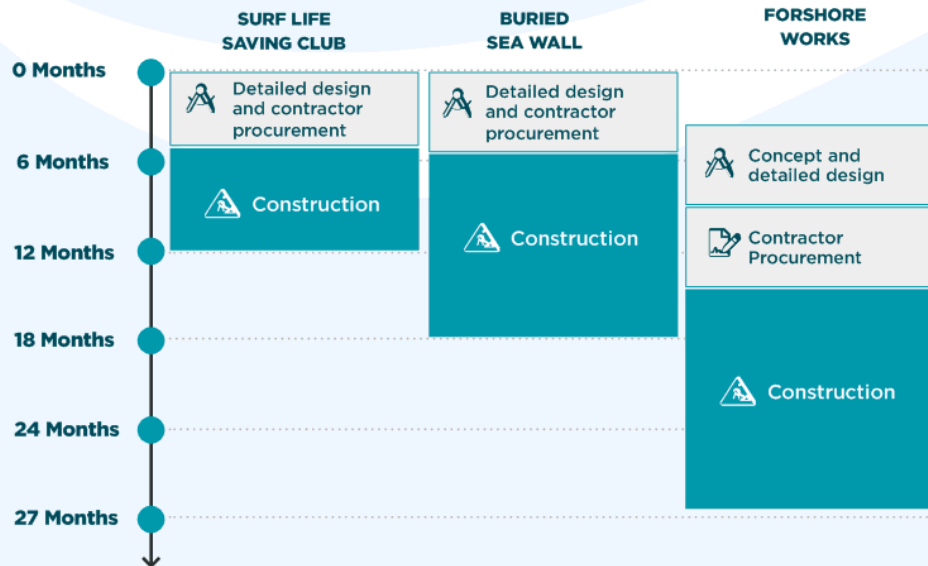 SURF LIFE
SAVING CLUB
BURIED
SEA WALL
FORSHORE
WORKS
0 Months
6 Months
12 Months
18 Months
24 Months
27 Months
Detailed design
and contractor
procurement
Construction
Detailed design
and contractor
procurement
Construction
Concept and
detailed design
Contractor
Procurement
Construction